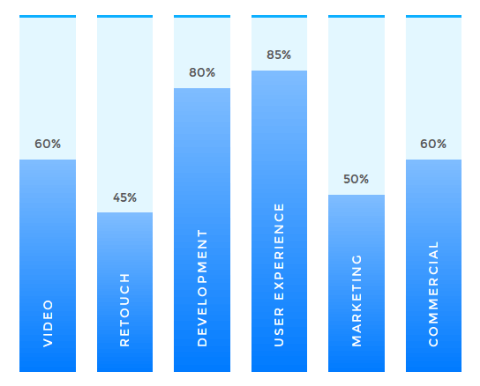 60%
VIDEO
45%
RETOUCH
80%
DEVELOPMENT
85%
USER EXPERIENCE
50%
MARKETING
60%
COMMERCIAL